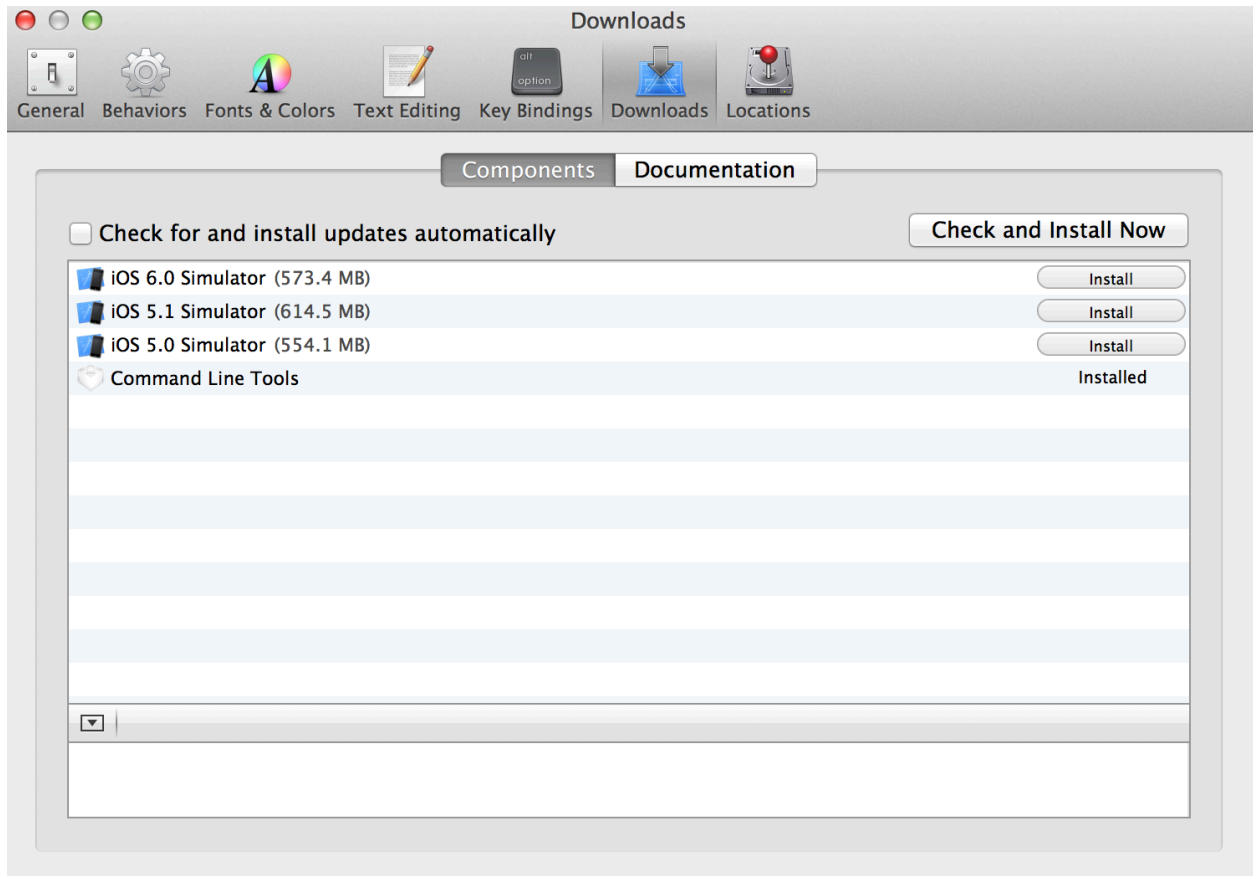 Downloads
alt
option
General Behaviors Fonts & Colors Text Editing Key Bindings Downloads Locations
Components Documentation
Check for and install updates automatically Check and Install Now
iOS 6.0 Simulator (573.4 MB) Install
iOS 5.1 Simulator (614.5 MB) Install
iOS 5.0 Simulator (554.1 MB) Install
Command Line Tools Installed